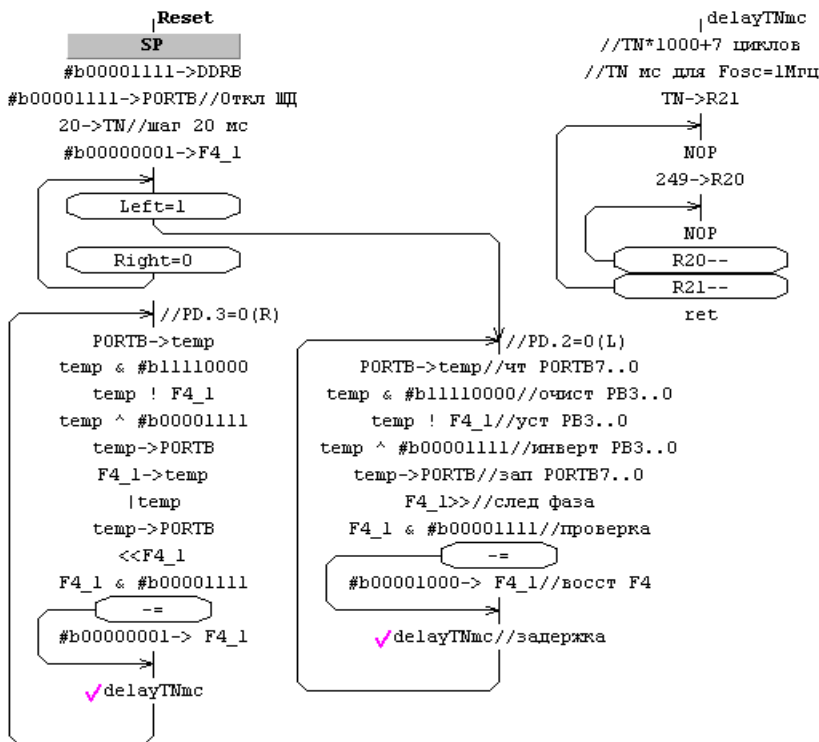 Reset
SP
#b00001111->DDRB
#b00001111->PORTB//Откл ШД
20->TN//шаг 20 мс
#b00000001->F4_1
Left=1
Right=0
//PD.3=0(R)
PORTB->temp
temp & #b11110000
temp ! F4_1
temp ^ #b00001111
temp->PORTB
F4_1->temp
|temp
temp->PORTB
<<F4_1
F4_1 & #b00001111
-=
#b00000001-> F4_1
delayTNmc
//PD.2=0(L)
PORTB->temp//чт PORTB7..0
temp & #b11110000//очист PB3..0
temp ! F4_1//уст PB3..0
temp ^ #b00001111//инверт PB3..0
temp->PORTB//зап PORTB7..0
F4_1>>//след фаза
F4_1 & #b00001111//проверка
-=
#b00001000-> F4_1//восст F4
delayTNmc//задержка
delayTNmc
//TN*1000+7 циклов
//TN мс для Fosc=1Мгц
TN->R21
NOP
249->R20
NOP
R20--
R21--
ret